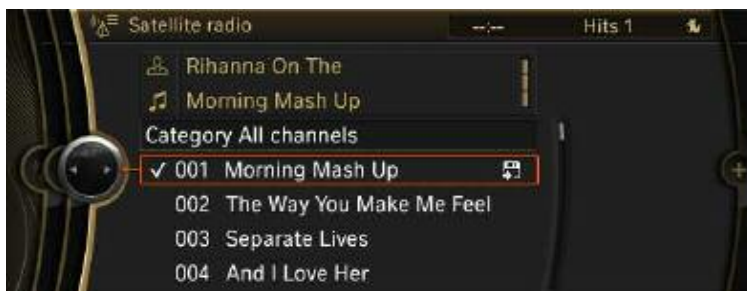 Satellite radio --:-- Hits 1
Rihanna On The
Morning Mash Up
Category All channels
001 Morning Mash Up
002 The Way You Make Me Feel
003 Separate Lives
004 And I Love Her